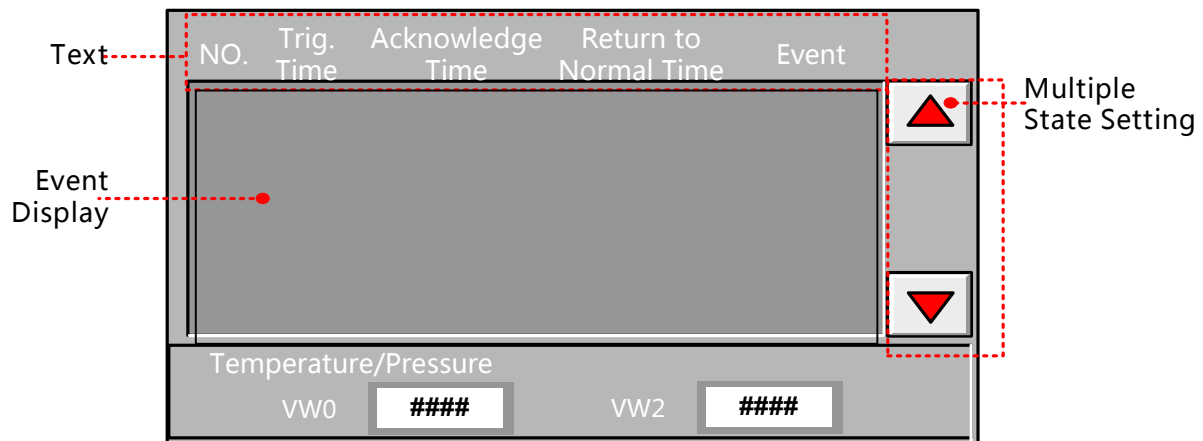 Text
NO.
Trig.
Time
Acknowledge
Time
Return to
Normal Time
Event
Multiple
State Setting
Event
Display
Temperature/Pressure
VW0 #### VW2 ####